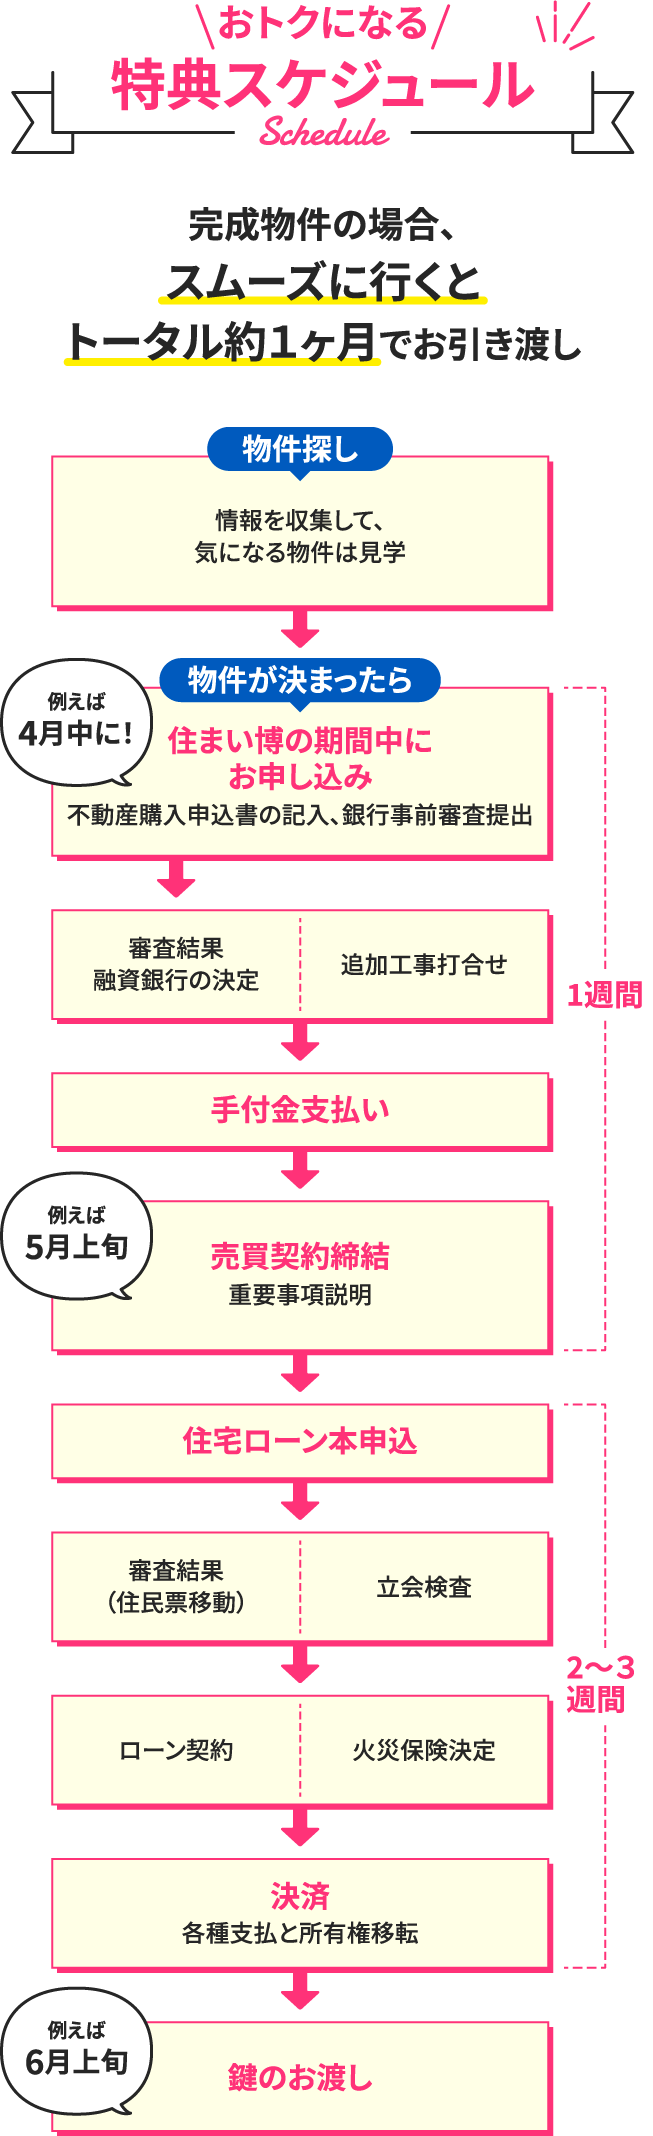 おトクになる
特典スケジュール
Schedule
完成物件の場合、
スムーズに行くと
トータル約1ヶ月でお引き渡し
物件探し
情報を収集して、
気になる物件は見学
物件が決まったら
例えば
4月中に!
住まい博の期間中に
お申し込み
不動産購入申込書の記入、銀行事前審査提出
審査結果
融資銀行の決定
追加工事打合せ
1週間
手付金支払い
例えば
5月上旬
売買契約締結
重要事項説明
住宅ローン本申込
審査結果
（住民票移動）
立会検査
2〜3
週間
ローン契約
火災保険決定
決済
各種支払と所有権移転
例えば
6月上旬
鍵のお渡し